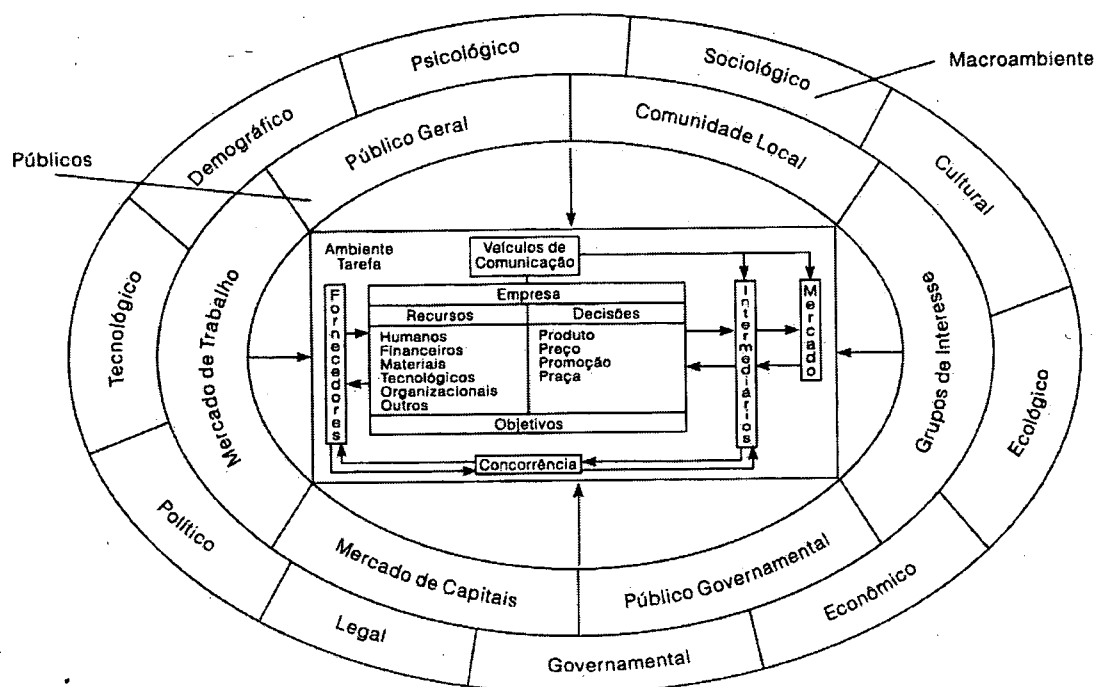 Psicológico
Sociológico
Macroambiente
Demográfico
Público Geral
Comunidade Local
Públicos
Cultural
Tecnológico
Mercado de Trabalho
Ambiente
Tarefa
Veículos de
Comunicação
Fornecedores
Empresa
Recursos
Decisões
Humanos
Financeiros
Materiais
Tecnológicos
Organizacionais
Outros
Produto
Preço
Promoção
Praça
Objetivos
Intermediários
Mercado
Concorrência
Grupos de Interesse
Ecológico
Político
Mercado de Capitais
Público Governamental
Econômico
Legal
Governamental